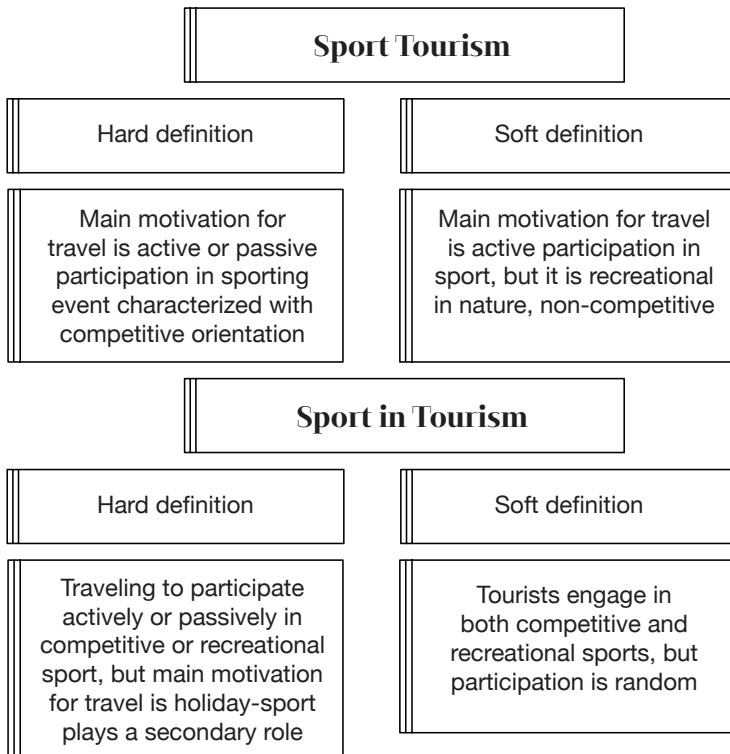 Sport Tourism
Hard definition
Soft definition
Main motivation for
travel is active or passive
participation in sporting
event characterized with
competitive orientation
Main motivation for travel
is active participation in
sport, but it is recreational
in nature, non-competitive
Sport in Tourism
Hard definition
Soft definition
Traveling to participate
actively or passively in
competitive or recreational
sport, but main motivation
for travel is holiday-sport
plays a secondary role
Tourists engage in
both competitive and
recreational sports, but
participation is random